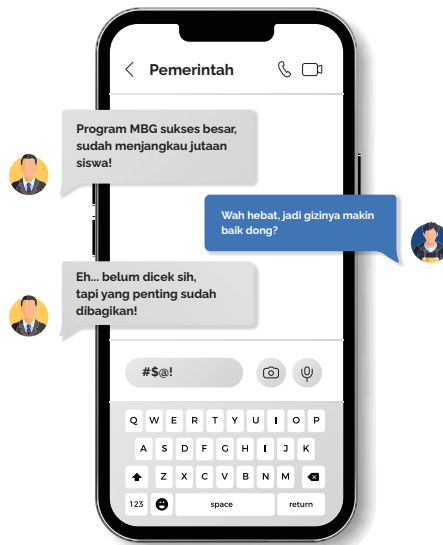 Pemerintah
Program MBG sukses besar,
sudah menjangkau jutaan
siswa!
Wah hebat, jadi gizinya makin
baik dong?
Eh... belum dicek sih,
tapi yang penting sudah
dibagikan!
#$@!
Q W E R T Y U I O P
A S D F G H I J K
Z X C V B N M
123 space return